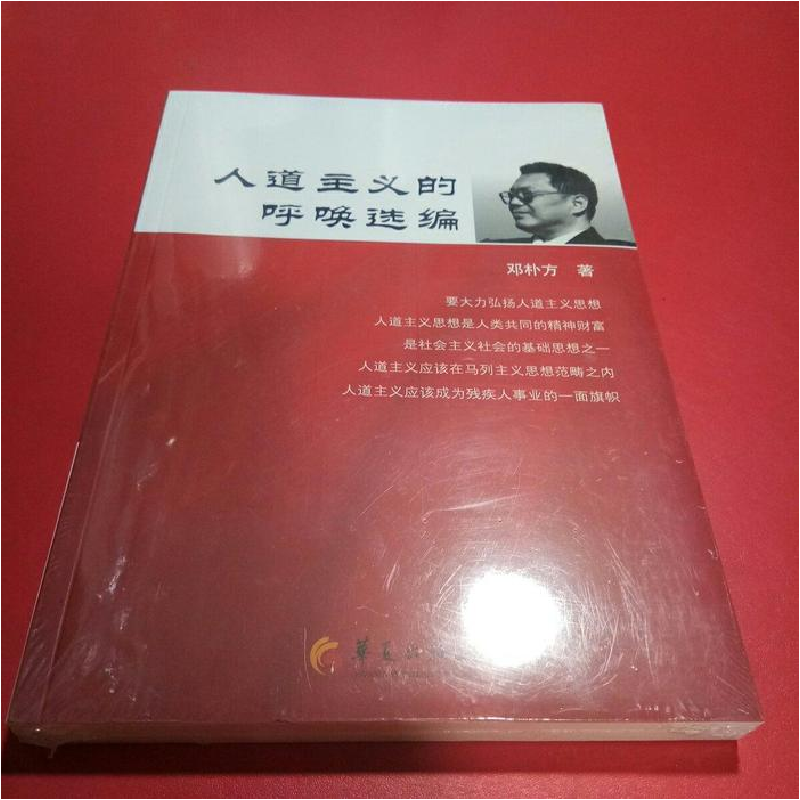 人道主义的
呼唤选编
邓朴方 著
要大力弘扬人道主义思想
人道主义思想是人类共同的精神财富
是社会主义社会的基础思想之一
人道主义应该在马列主义思想范畴之内
人道主义应该成为残疾人事业的一面旗帜
华夏出版